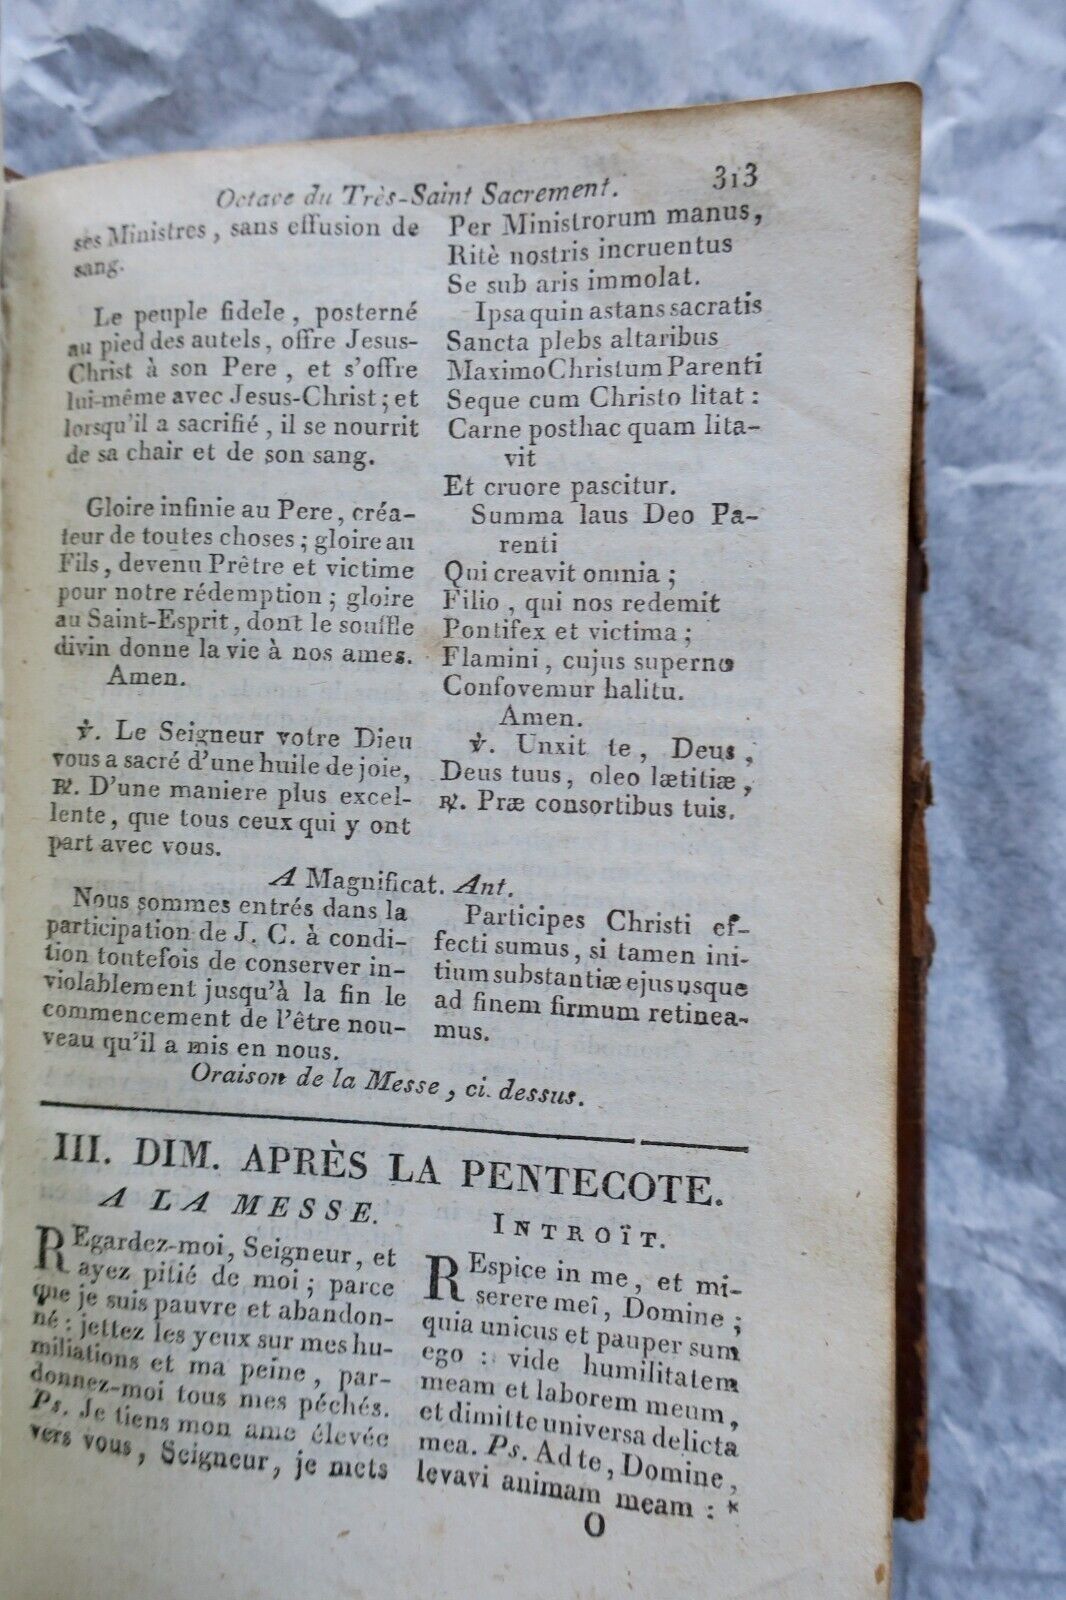 Octave du Très-Saint Sacrement. 313
ses Ministres, sans effusion de
sang.
Le peuple fidele, posterné
au pied des autels, offre Jesus-
Christ à son Pere, et s'offre
lui-même avec Jesus-Christ; et
lorsqu'il a sacrifié, il se nourrit
de sa chair et de son sang.
Gloire infinie au Pere, créa-
teur de toutes choses; gloire au
Fils, devenu Prêtre et victime
pour notre rédemption; gloire
au Saint-Esprit, dont le souffle
divin donne la vie à nos ames.
Amen.
℣. Le Seigneur votre Dieu
vous a sacré d'une huile de joie,
℟. D'une maniere plus excel-
lente, que tous ceux qui y ont
part avec vous.
Per Ministrorum manus,
Ritè nostris incruentus
Se sub aris immolat.
Ipsa quin astans sacratis
Sancta plebs altaribus
Maximo Christum Parenti
Seque cum Christo litat :
Carne posthac quam lita-
vit
Et cruore pascitur.
Summa laus Deo Pa-
renti
Qui creavit omnia ;
Filio, qui nos redemit
Pontifex et victima ;
Flamini, cujus superno
Confovemur halitu.
Amen.
℣. Unxit te, Deus,
Deus tuus, oleo lætitiæ,
℟. Præ consortibus tuis.
A Magnificat. Ant.
Nous sommes entrés dans la
participation de J. C. à condi-
tion toutefois de conserver in-
violablement jusqu'à la fin le
commencement de l'être nou-
veau qu'il a mis en nous.
Participes Christi ef-
fecti sumus, si tamen ini-
tium substantiæ ejus usque
ad finem firmum retinea-
mus.
Oraison de la Messe, ci. dessus.
III. DIM. APRÈS LA PENTECOTE.
A LA MESSE.
REgardez-moi, Seigneur, et
ayez pitié de moi ; parce
que je suis pauvre et abandon-
né : jettez les yeux sur mes hu-
miliations et ma peine, par-
donnez-moi tous mes péchés.
Ps. Je tiens mon ame élevée
vers vous, Seigneur, je mets
INTROÏT.
REspice in me, et mi-
serere meî, Domine ;
quia unicus et pauper sum
ego : vide humilitatem
meam et laborem meum,
et dimitte universa delicta
mea. Ps. Ad te, Domine,
levavi animam meam : *
O